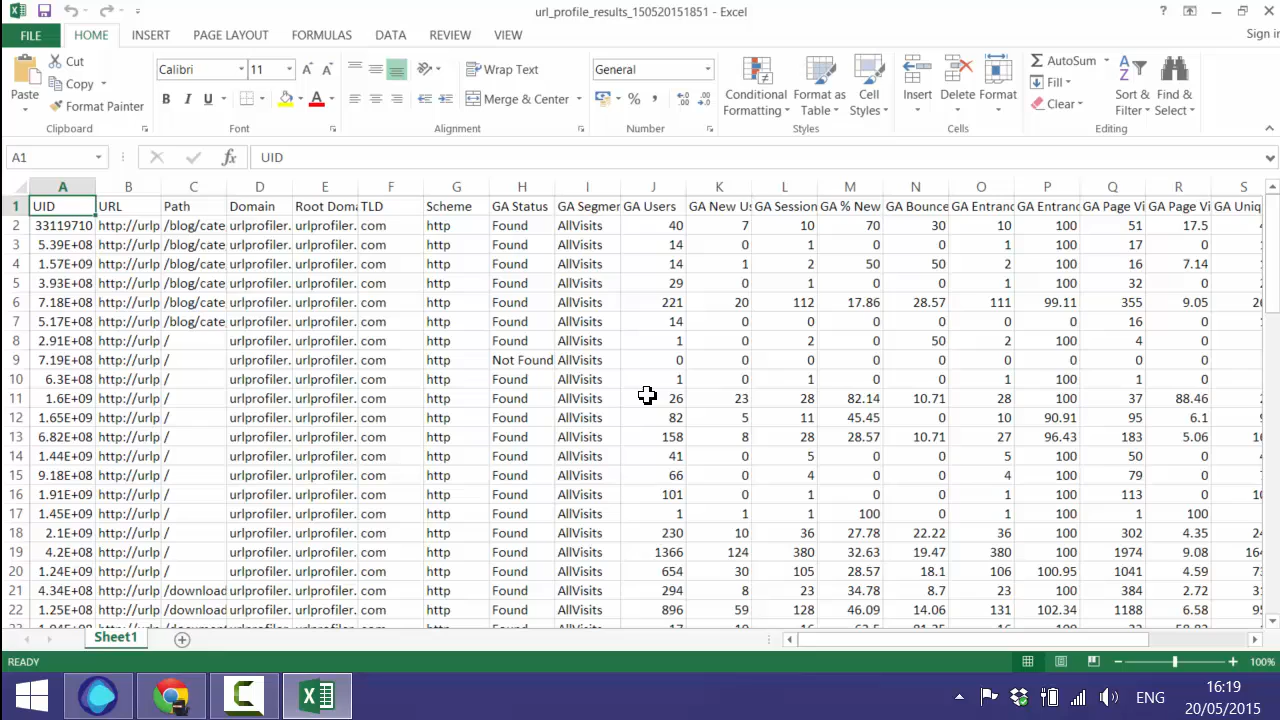 url_profile_results_150520151851 - Excel
?
Sign in
FILE HOME INSERT PAGE LAYOUT FORMULAS DATA REVIEW VIEW
Paste
Cut
Copy
Format Painter
Clipboard
Calibri 11
B I U
A
Font
Wrap Text
Merge & Center
Alignment
General
%
Number
Conditional Formatting
Format as Table
Cell Styles
Styles
Insert Delete Format
Cells
AutoSum
Fill
Clear
Sort & Filter
Find & Select
Editing
A1 fx UID
A B C D E F G H I J K L M N O P Q R S
1 UID URL Path Domain Root Doma TLD Scheme GA Status GA Segmen GA Users GA New Us GA Session GA % New GA Bounce GA Entranc GA Entranc GA Page Vi GA Page Vi GA Uniq
2 33119710 http://urlp /blog/cate urlprofiler. urlprofiler. com http Found AllVisits 40 7 10 70 30 10 100 51 17.5
3 5.39E+08 http://urlp /blog/cate urlprofiler. urlprofiler. com http Found AllVisits 14 0 1 0 0 1 100 17 0
4 1.57E+09 http://urlp /blog/cate urlprofiler. urlprofiler. com http Found AllVisits 14 1 2 50 50 2 100 16 7.14
5 3.93E+08 http://urlp /blog/cate urlprofiler. urlprofiler. com http Found AllVisits 29 0 1 0 0 1 100 32 0
6 7.18E+08 http://urlp /blog/cate urlprofiler. urlprofiler. com http Found AllVisits 221 20 112 17.86 28.57 111 99.11 355 9.05 20
7 5.17E+08 http://urlp /blog/cate urlprofiler. urlprofiler. com http Found AllVisits 14 0 0 0 0 0 0 16 0
8 2.91E+08 http://urlp / urlprofiler. urlprofiler. com http Found AllVisits 1 0 2 0 50 2 100 4 0
9 7.19E+08 http://urlp / urlprofiler. urlprofiler. com http Not Found AllVisits 0 0 0 0 0 0 0 0 0
10 6.3E+08 http://urlp / urlprofiler. urlprofiler. com http Found AllVisits 1 0 1 0 0 1 100 1 0
11 1.6E+09 http://urlp / urlprofiler. urlprofiler. com http Found AllVisits 26 23 28 82.14 10.71 28 100 37 88.46
12 1.65E+09 http://urlp / urlprofiler. urlprofiler. com http Found AllVisits 82 5 11 45.45 0 10 90.91 95 6.1
13 6.82E+08 http://urlp / urlprofiler. urlprofiler. com http Found AllVisits 158 8 28 28.57 10.71 27 96.43 183 5.06
14 1.44E+09 http://urlp / urlprofiler. urlprofiler. com http Found AllVisits 41 0 5 0 0 5 100 50 0
15 9.18E+08 http://urlp / urlprofiler. urlprofiler. com http Found AllVisits 66 0 4 0 0 4 100 79 0
16 1.91E+09 http://urlp / urlprofiler. urlprofiler. com http Found AllVisits 101 0 1 0 0 1 100 113 0 10
17 1.45E+09 http://urlp / urlprofiler. urlprofiler. com http Found AllVisits 1 1 1 100 0 1 100 1 100
18 2.1E+09 http://urlp / urlprofiler. urlprofiler. com http Found AllVisits 230 10 36 27.78 22.22 36 100 302 4.35 24
19 4.2E+08 http://urlp / urlprofiler. urlprofiler. com http Found AllVisits 1366 124 380 32.63 19.47 380 100 1974 9.08 164
20 1.24E+09 http://urlp / urlprofiler. urlprofiler. com http Found AllVisits 654 30 105 28.57 18.1 106 100.95 1041 4.59
21 4.34E+08 http://urlp /download urlprofiler. urlprofiler. com http Found AllVisits 294 8 23 34.78 8.7 23 100 384 2.72
22 1.25E+08 http://urlp /download urlprofiler. urlprofiler. com http Found AllVisits 896 59 128 46.09 14.06 131 102.34 1188 6.58
Sheet1
READY
100%
ENG
16:19
20/05/2015